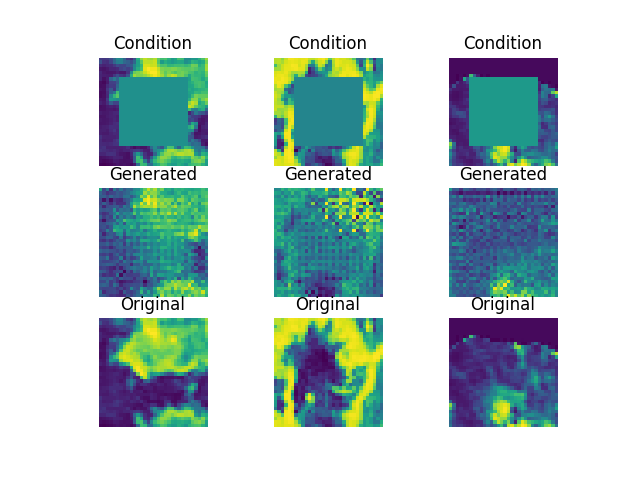 Condition Condition Condition
Generated Generated Generated
Original Original Original